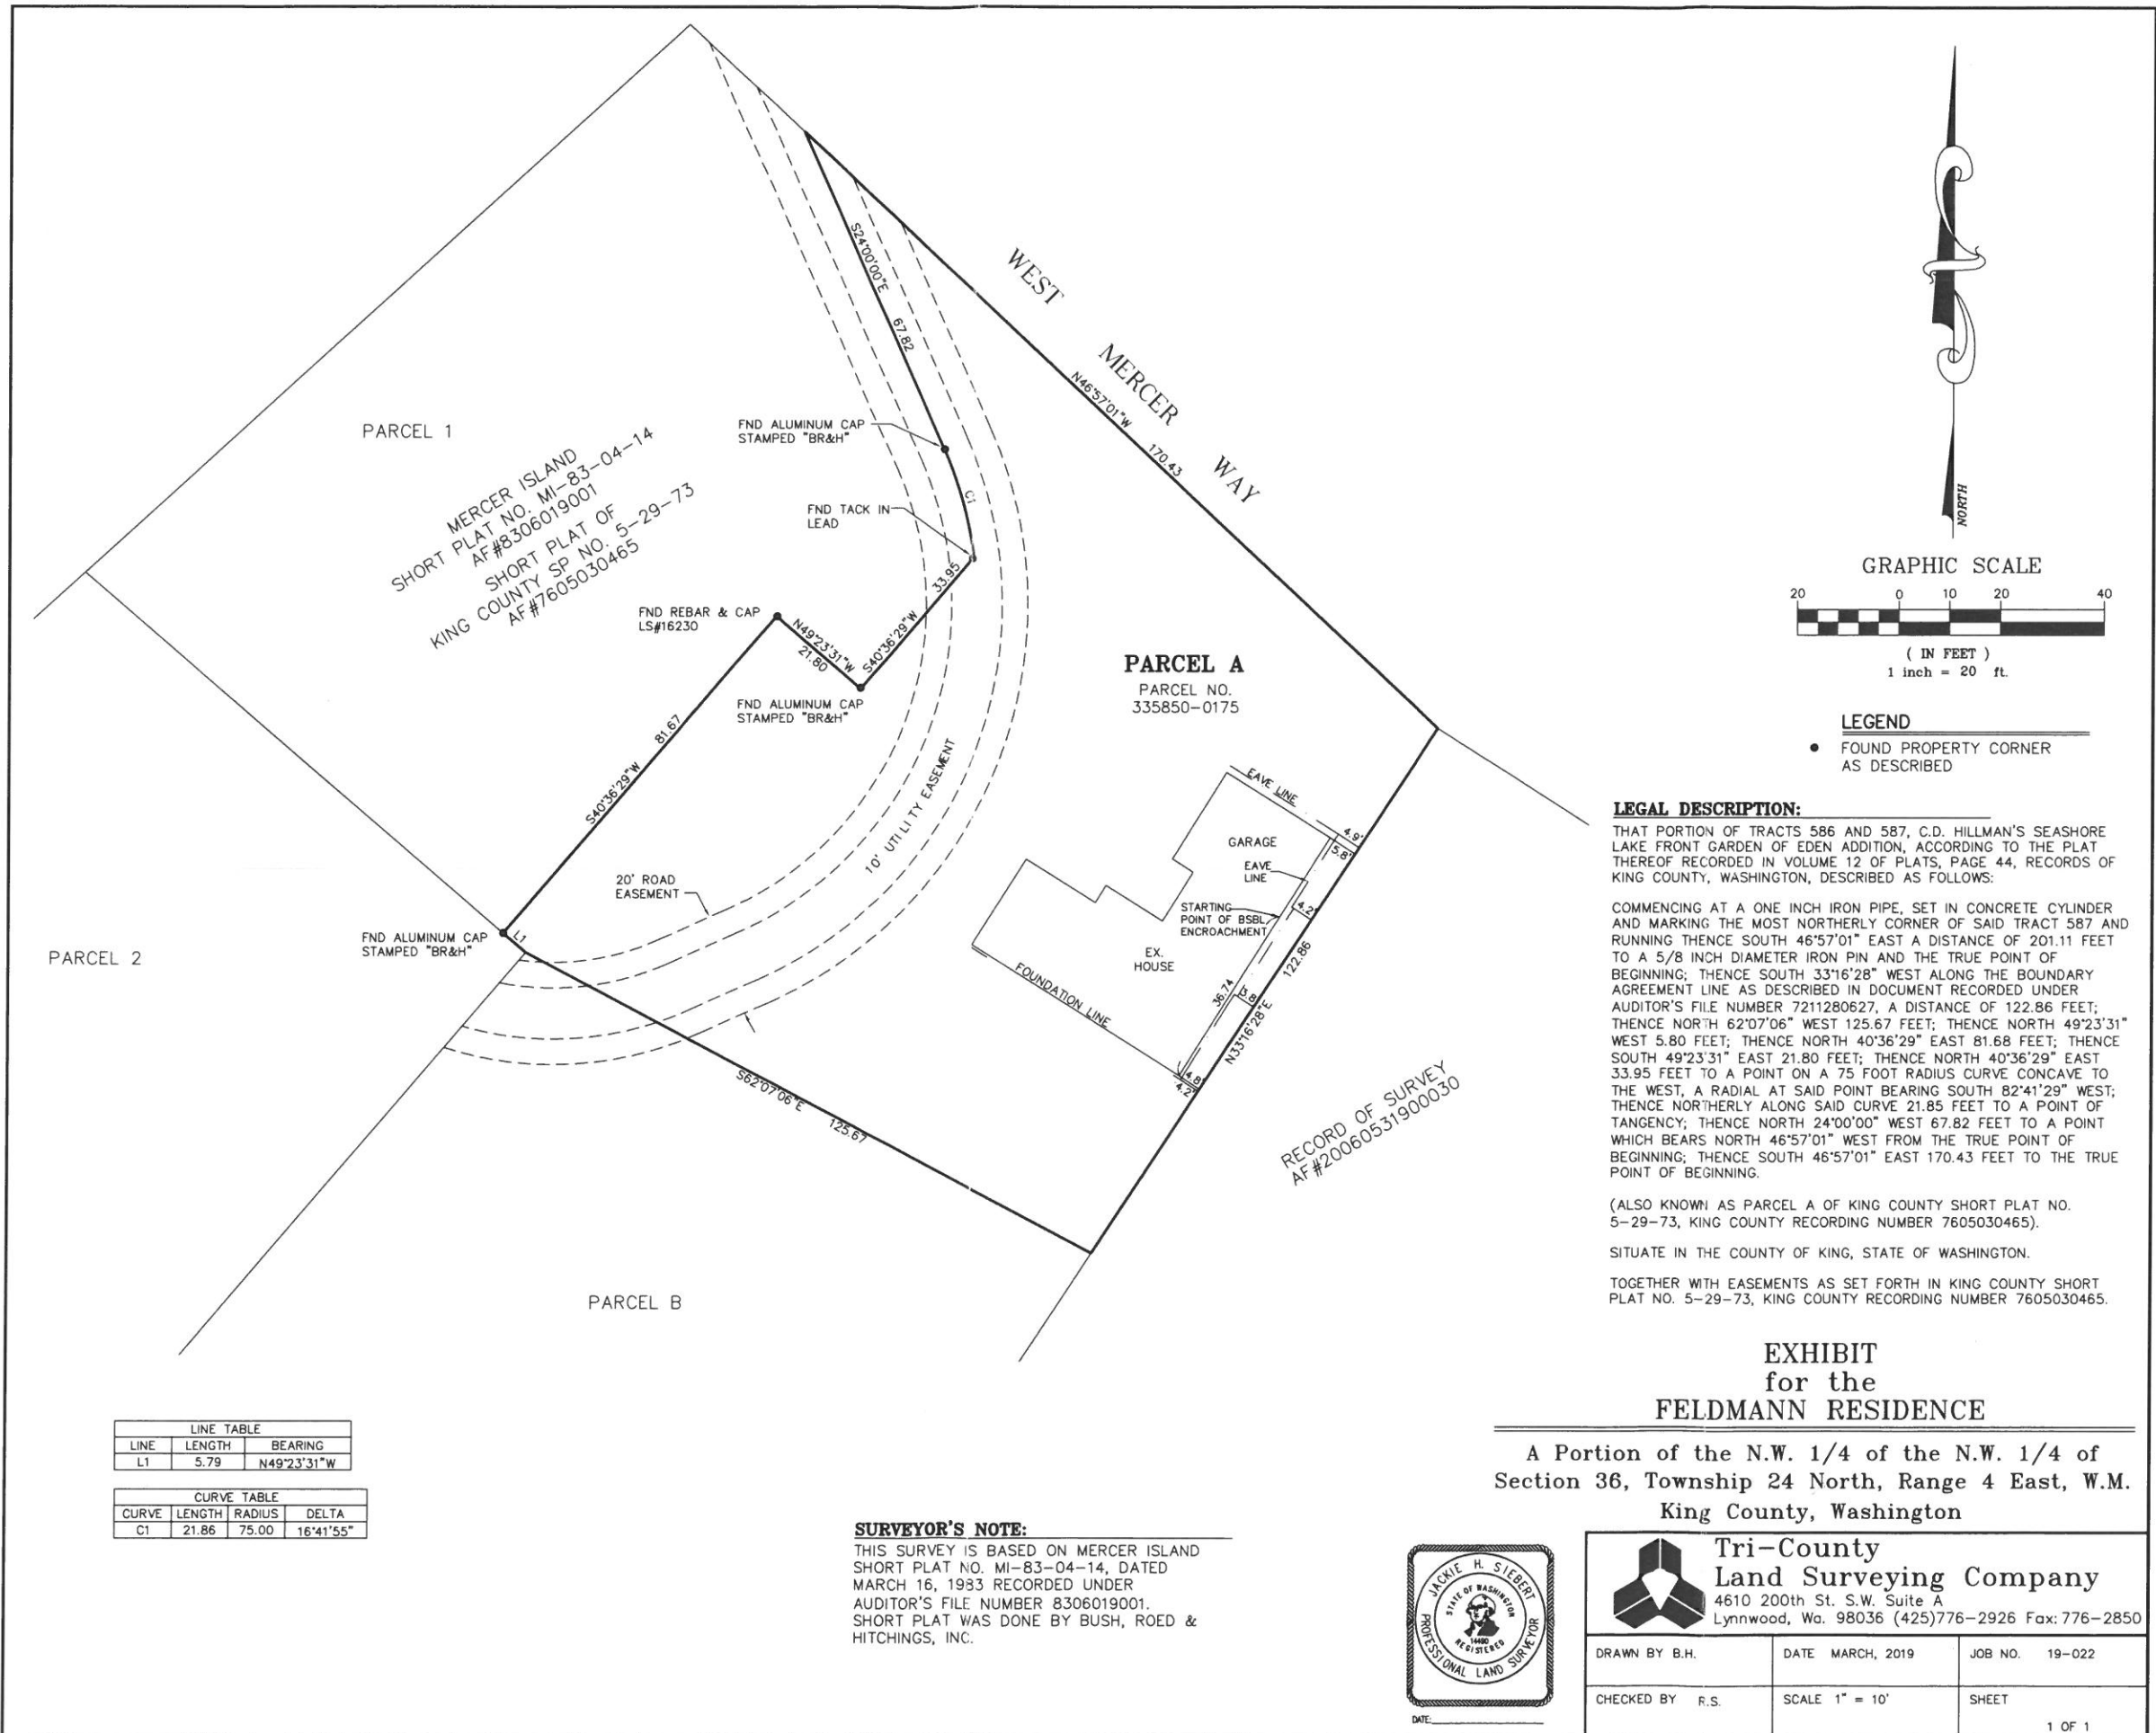 WEST
MERCER
WAY
N46°57'01"W
170.43
S24°00'00"E
67.82
C1
PARCEL 1
MERCER ISLAND
SHORT PLAT NO. MI-83-04-14
AF#8306019001
SHORT PLAT OF
KING COUNTY SP NO. 5-29-73
AF#7605030465
FND ALUMINUM CAP
STAMPED "BR&H"
FND TACK IN
LEAD
FND REBAR & CAP
LS#16230
N49°23'31"W
21.80
S40°36'29"W
33.95
FND ALUMINUM CAP
STAMPED "BR&H"
S40°36'29"W
81.67
PARCEL A
PARCEL NO.
335850-0175
10' UTILITY EASEMENT
20' ROAD
EASEMENT
FND ALUMINUM CAP
STAMPED "BR&H"
L1
PARCEL 2
EAVE LINE
GARAGE
EAVE
LINE
STARTING
POINT OF BSBL
ENCROACHMENT
EX.
HOUSE
FOUNDATION LINE
4.9'
5.8'
4.2'
36.74
3.8'
4.8'
4.2'
122.86
N33°16'28"E
S62°07'06"E
125.67
RECORD OF SURVEY
AF#20060531900030
PARCEL B
NORTH
GRAPHIC SCALE
20 0 10 20 40
( IN FEET )
1 inch = 20 ft.
LEGEND
FOUND PROPERTY CORNER
AS DESCRIBED
LEGAL DESCRIPTION:
THAT PORTION OF TRACTS 586 AND 587, C.D. HILLMAN'S SEASHORE
LAKE FRONT GARDEN OF EDEN ADDITION, ACCORDING TO THE PLAT
THEREOF RECORDED IN VOLUME 12 OF PLATS, PAGE 44, RECORDS OF
KING COUNTY, WASHINGTON, DESCRIBED AS FOLLOWS:
COMMENCING AT A ONE INCH IRON PIPE, SET IN CONCRETE CYLINDER
AND MARKING THE MOST NORTHERLY CORNER OF SAID TRACT 587 AND
RUNNING THENCE SOUTH 46°57'01" EAST A DISTANCE OF 201.11 FEET
TO A 5/8 INCH DIAMETER IRON PIN AND THE TRUE POINT OF
BEGINNING; THENCE SOUTH 33°16'28" WEST ALONG THE BOUNDARY
AGREEMENT LINE AS DESCRIBED IN DOCUMENT RECORDED UNDER
AUDITOR'S FILE NUMBER 7211280627, A DISTANCE OF 122.86 FEET;
THENCE NORTH 62°07'06" WEST 125.67 FEET; THENCE NORTH 49°23'31"
WEST 5.80 FEET; THENCE NORTH 40°36'29" EAST 81.68 FEET; THENCE
SOUTH 49°23'31" EAST 21.80 FEET; THENCE NORTH 40°36'29" EAST
33.95 FEET TO A POINT ON A 75 FOOT RADIUS CURVE CONCAVE TO
THE WEST, A RADIAL AT SAID POINT BEARING SOUTH 82°41'29" WEST;
THENCE NORTHERLY ALONG SAID CURVE 21.85 FEET TO A POINT OF
TANGENCY; THENCE NORTH 24°00'00" WEST 67.82 FEET TO A POINT
WHICH BEARS NORTH 46°57'01" WEST FROM THE TRUE POINT OF
BEGINNING; THENCE SOUTH 46°57'01" EAST 170.43 FEET TO THE TRUE
POINT OF BEGINNING.
(ALSO KNOWN AS PARCEL A OF KING COUNTY SHORT PLAT NO.
5-29-73, KING COUNTY RECORDING NUMBER 7605030465).
SITUATE IN THE COUNTY OF KING, STATE OF WASHINGTON.
TOGETHER WITH EASEMENTS AS SET FORTH IN KING COUNTY SHORT
PLAT NO. 5-29-73, KING COUNTY RECORDING NUMBER 7605030465.
LINE TABLE
LINE LENGTH BEARING
L1 5.79 N49°23'31"W
CURVE TABLE
CURVE LENGTH RADIUS DELTA
C1 21.86 75.00 16°41'55"
SURVEYOR'S NOTE:
THIS SURVEY IS BASED ON MERCER ISLAND
SHORT PLAT NO. MI-83-04-14, DATED
MARCH 16, 1983 RECORDED UNDER
AUDITOR'S FILE NUMBER 8306019001.
SHORT PLAT WAS DONE BY BUSH, ROED &
HITCHINGS, INC.
EXHIBIT
for the
FELDMANN RESIDENCE
A Portion of the N.W. 1/4 of the N.W. 1/4 of
Section 36, Township 24 North, Range 4 East, W.M.
King County, Washington
JACKIE H. SIEBERT
STATE OF WASHINGTON
14490
REGISTERED
PROFESSIONAL LAND SURVEYOR
DATE:
Tri-County
Land Surveying Company
4610 200th St. S.W. Suite A
Lynnwood, Wa. 98036 (425)776-2926 Fax: 776-2850
DRAWN BY B.H. DATE MARCH, 2019 JOB NO. 19-022
CHECKED BY R.S. SCALE 1" = 10' SHEET
1 OF 1